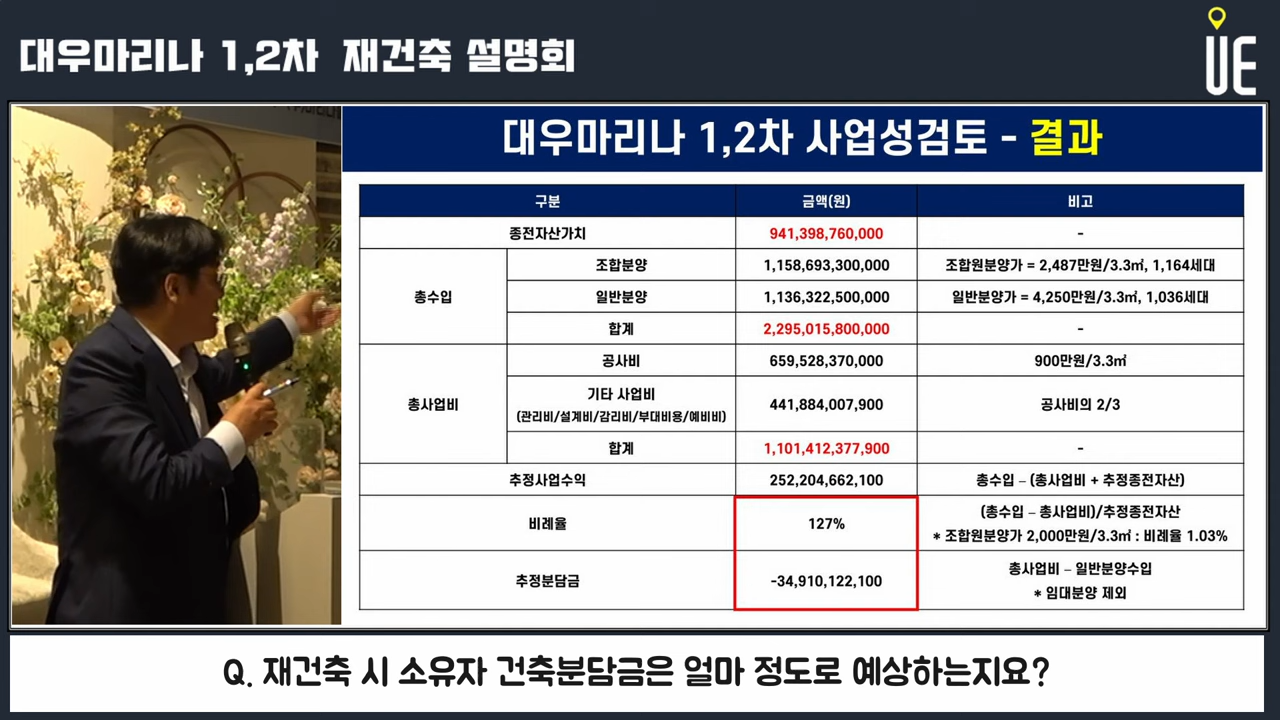 대우마리나 1,2차 재건축 설명회
UE
대우마리나 1,2차 사업성검토 - 결과
구분 금액(원) 비고
종전자산가치 941,398,760,000 -
총수입 조합분양 1,158,693,300,000 조합원분양가 = 2,487만원/3.3㎡, 1,164세대
일반분양 1,136,322,500,000 일반분양가 = 4,250만원/3.3㎡, 1,036세대
합계 2,295,015,800,000 -
총사업비 공사비 659,528,370,000 900만원/3.3㎡
기타 사업비
(관리비/설계비/감리비/부대비용/예비비) 441,884,007,900 공사비의 2/3
합계 1,101,412,377,900 -
추정사업수익 252,204,662,100 총수입 – (총사업비 + 추정종전자산)
비례율 127% (총수입 – 총사업비)/추정종전자산
* 조합원분양가 2,000만원/3.3㎡ : 비례율 1.03%
추정분담금 -34,910,122,100 총사업비 – 일반분양수입
* 임대분양 제외
Q. 재건축 시 소유자 건축분담금은 얼마 정도로 예상하는지요?